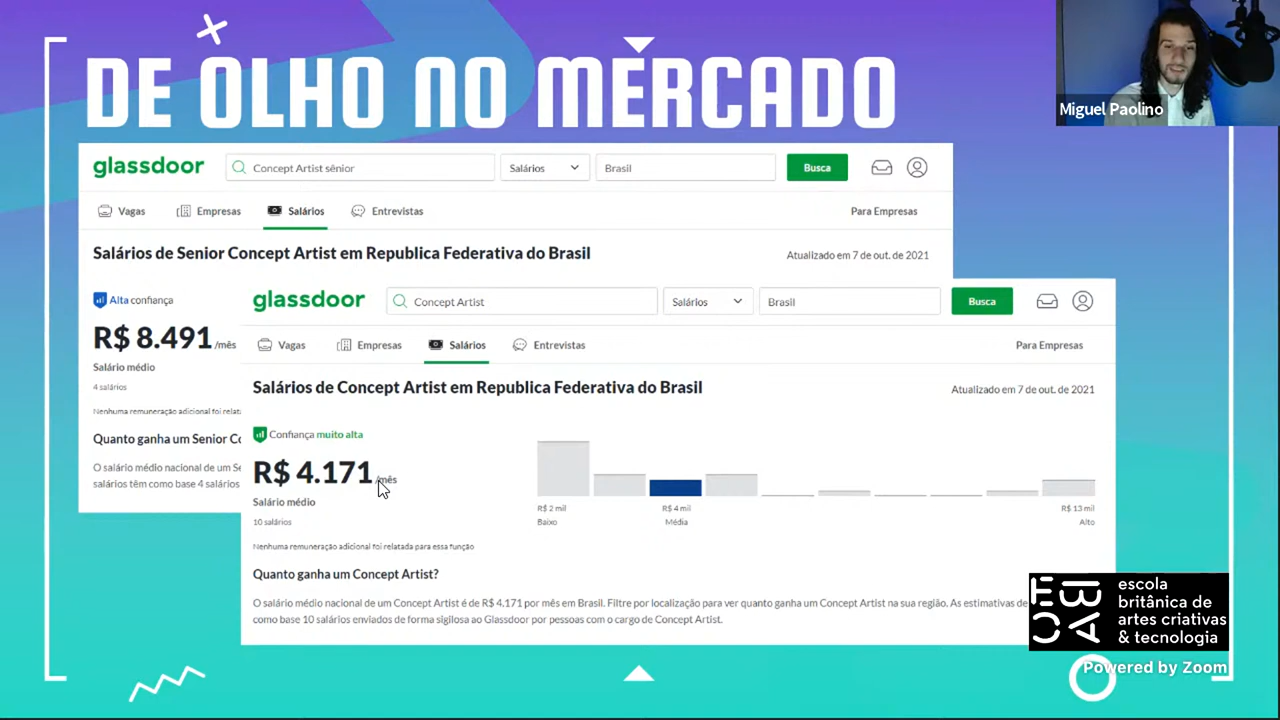 DE OLHO NO MERCADO
Miguel Paolino
glassdoor
Concept Artist sênior
Salários
Brasil
Busca
Vagas
Empresas
Salários
Entrevistas
Para Empresas
Salários de Senior Concept Artist em Republica Federativa do Brasil
Atualizado em 7 de out. de 2021
Alta confiança
R$ 8.491 /mês
Salário médio
4 salários
Nenhuma remuneração adicional foi relat
Quanto ganha um Senior Co
O salário médio nacional de um Se
salários têm como base 4 salários
glassdoor
Concept Artist
Salários
Brasil
Busca
Vagas
Empresas
Salários
Entrevistas
Para Empresas
Salários de Concept Artist em Republica Federativa do Brasil
Atualizado em 7 de out. de 2021
Confiança muito alta
R$ 4.171 /mês
Salário médio
10 salários
Nenhuma remuneração adicional foi relatada para essa função
R$ 2 mil
Baixo
R$ 4 mil
Média
R$ 13 mil
Alto
Quanto ganha um Concept Artist?
O salário médio nacional de um Concept Artist é de R$ 4.171 por mês em Brasil. Filtre por localização para ver quanto ganha um Concept Artist na sua região. As estimativas de
como base 10 salários enviados de forma sigilosa ao Glassdoor por pessoas com o cargo de Concept Artist.
EBAC
escola
britânica de
artes criativas
& tecnologia
Powered by Zoom